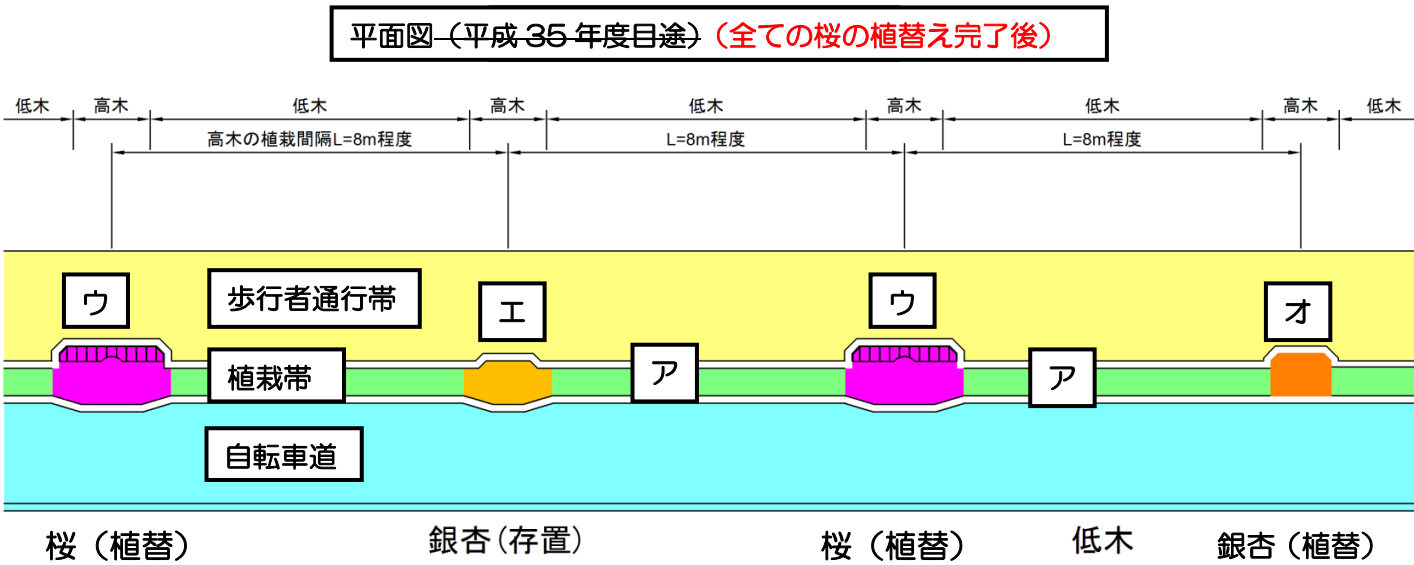 平面図（平成35年度目途）（全ての桜の植替え完了後）
低木 高木 低木 高木 低木 高木 低木 高木 低木
高木の植栽間隔L=8m程度 L=8m程度 L=8m程度
ウ 歩行者通行帯 エ ウ オ
植栽帯 ア ア
自転車道
桜（植替） 銀杏(存置) 桜（植替） 低木 銀杏（植替）